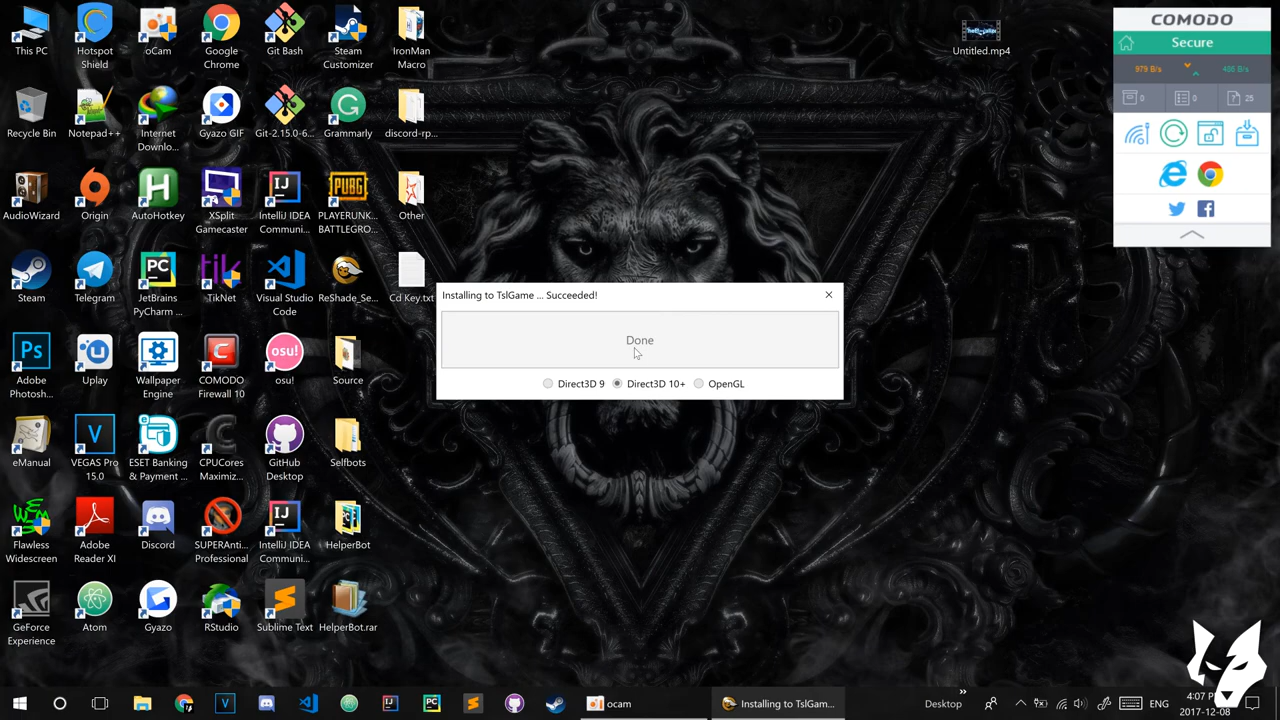 This PC
Hotspot
Shield
oCam
Google
Chrome
Git Bash
Steam
Customizer
IronMan
Macro
Untitled.mp4
COMODO
Secure
979 B/s
0
0
25
Recycle Bin
Notepad++
Internet
Downlo...
Gyazo GIF
Git-2.15.0-6...
Grammarly
discord-rp...
AudioWizard
Origin
AutoHotkey
XSplit
Gamecaster
IntelliJ IDEA
Communi...
PUBG
PLAYERUNK...
BATTLEGRO...
Other
Steam
Telegram
JetBrains
PyCharm ...
tik
TikNet
Visual Studio
Code
ReShade_Se...
Cd Key.txt
Installing to TslGame ... Succeeded!
Done
Direct3D 9
Direct3D 10+
OpenGL
Adobe
Photosh...
Uplay
Wallpaper
Engine
COMODO
Firewall 10
osu!
osu!
Source
eManual
VEGAS Pro
15.0
ESET Banking
& Payment ...
CPUCores
Maximiz...
GitHub
Desktop
Selfbots
Flawless
Widescreen
Adobe
Reader XI
Discord
SUPERAnti...
Professional
IntelliJ IDEA
Communi...
HelperBot
GeForce
Experience
Atom
Gyazo
RStudio
Sublime Text
HelperBot.rar
ocam
Installing to TslGam...
Desktop
ENG
4:07 P
2017-12-08